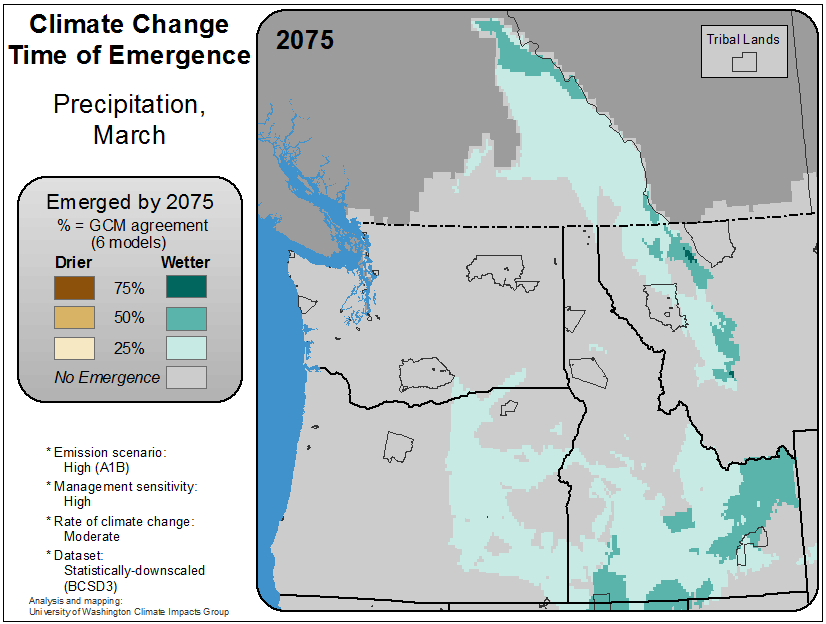 Climate Change
Time of Emergence
Precipitation,
March
Emerged by 2075
% = GCM agreement
(6 models)
Drier Wetter
75%
50%
25%
No Emergence
* Emission scenario:
High (A1B)
* Management sensitivity:
High
* Rate of climate change:
Moderate
* Dataset:
Statistically-downscaled
(BCSD3)
Analysis and mapping:
University of Washington Climate Impacts Group
2075
Tribal Lands